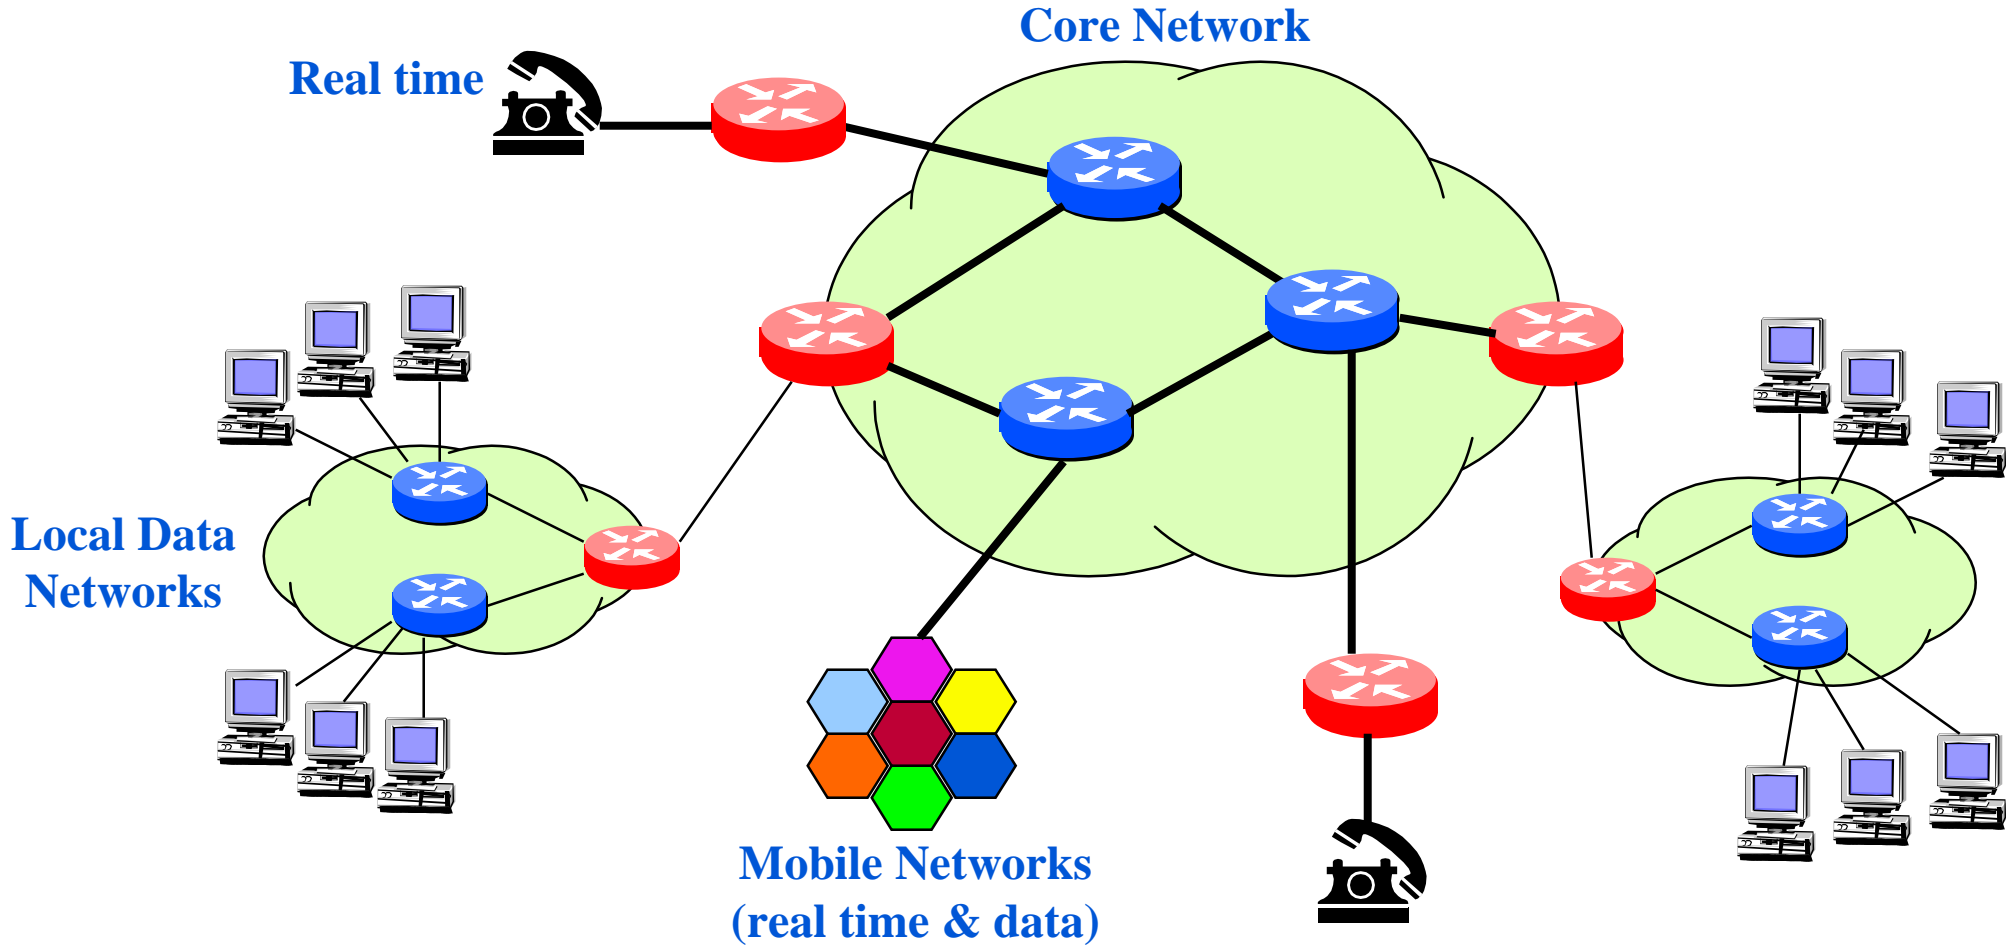 Core Network
Real time
Local Data
Networks
Mobile Networks
(real time & data)